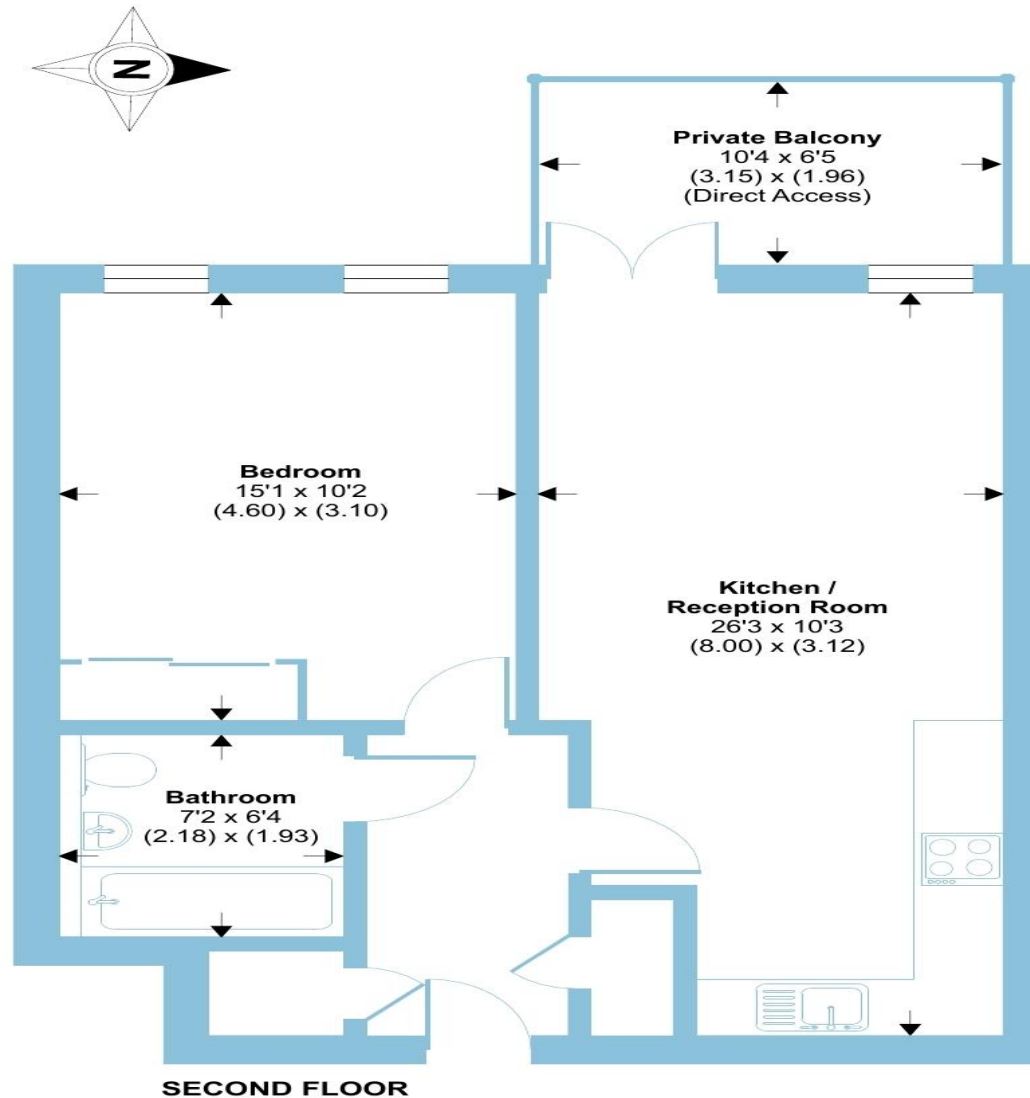 N
Private Balcony
10'4 x 6'5
(3.15) x (1.96)
(Direct Access)
Bedroom
15'1 x 10'2
(4.60) x (3.10)
Kitchen /
Reception Room
26'3 x 10'3
(8.00) x (3.12)
Bathroom
7'2 x 6'4
(2.18) x (1.93)
SECOND FLOOR